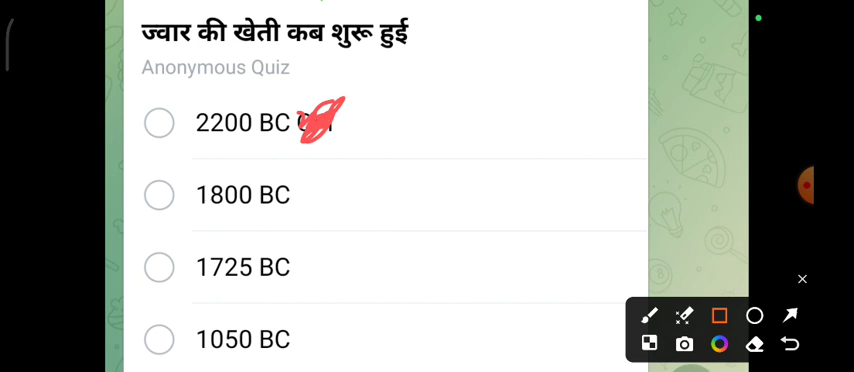 ज्वार की खेती कब शुरू हुई
Anonymous Quiz
2200 BC
1800 BC
1725 BC
1050 BC